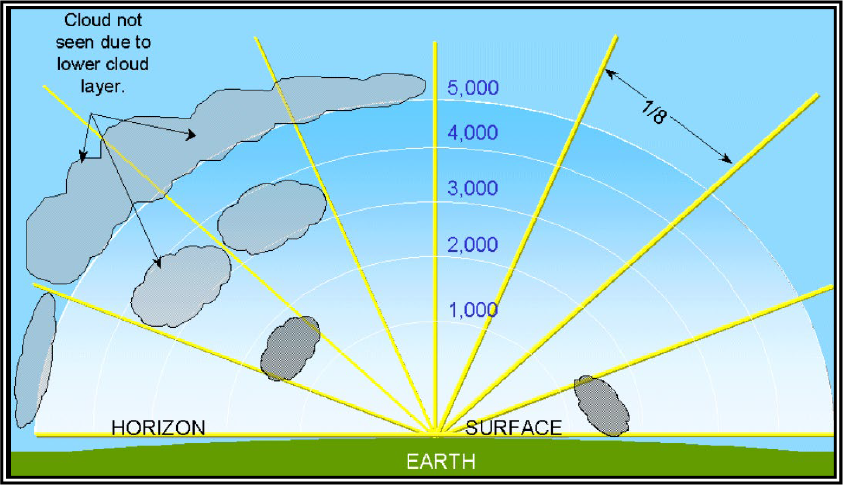 Cloud not
seen due to
lower cloud
layer.
5,000
4,000
3,000
2,000
1,000
1/8
HORIZON
SURFACE
EARTH